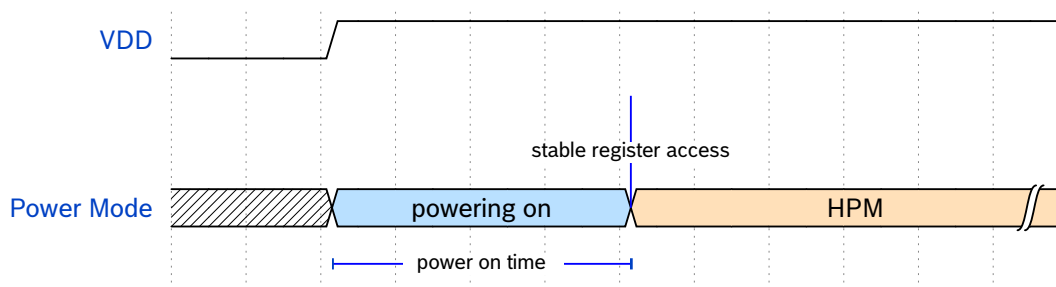 VDD
stable register access
Power Mode
powering on
HPM
power on time